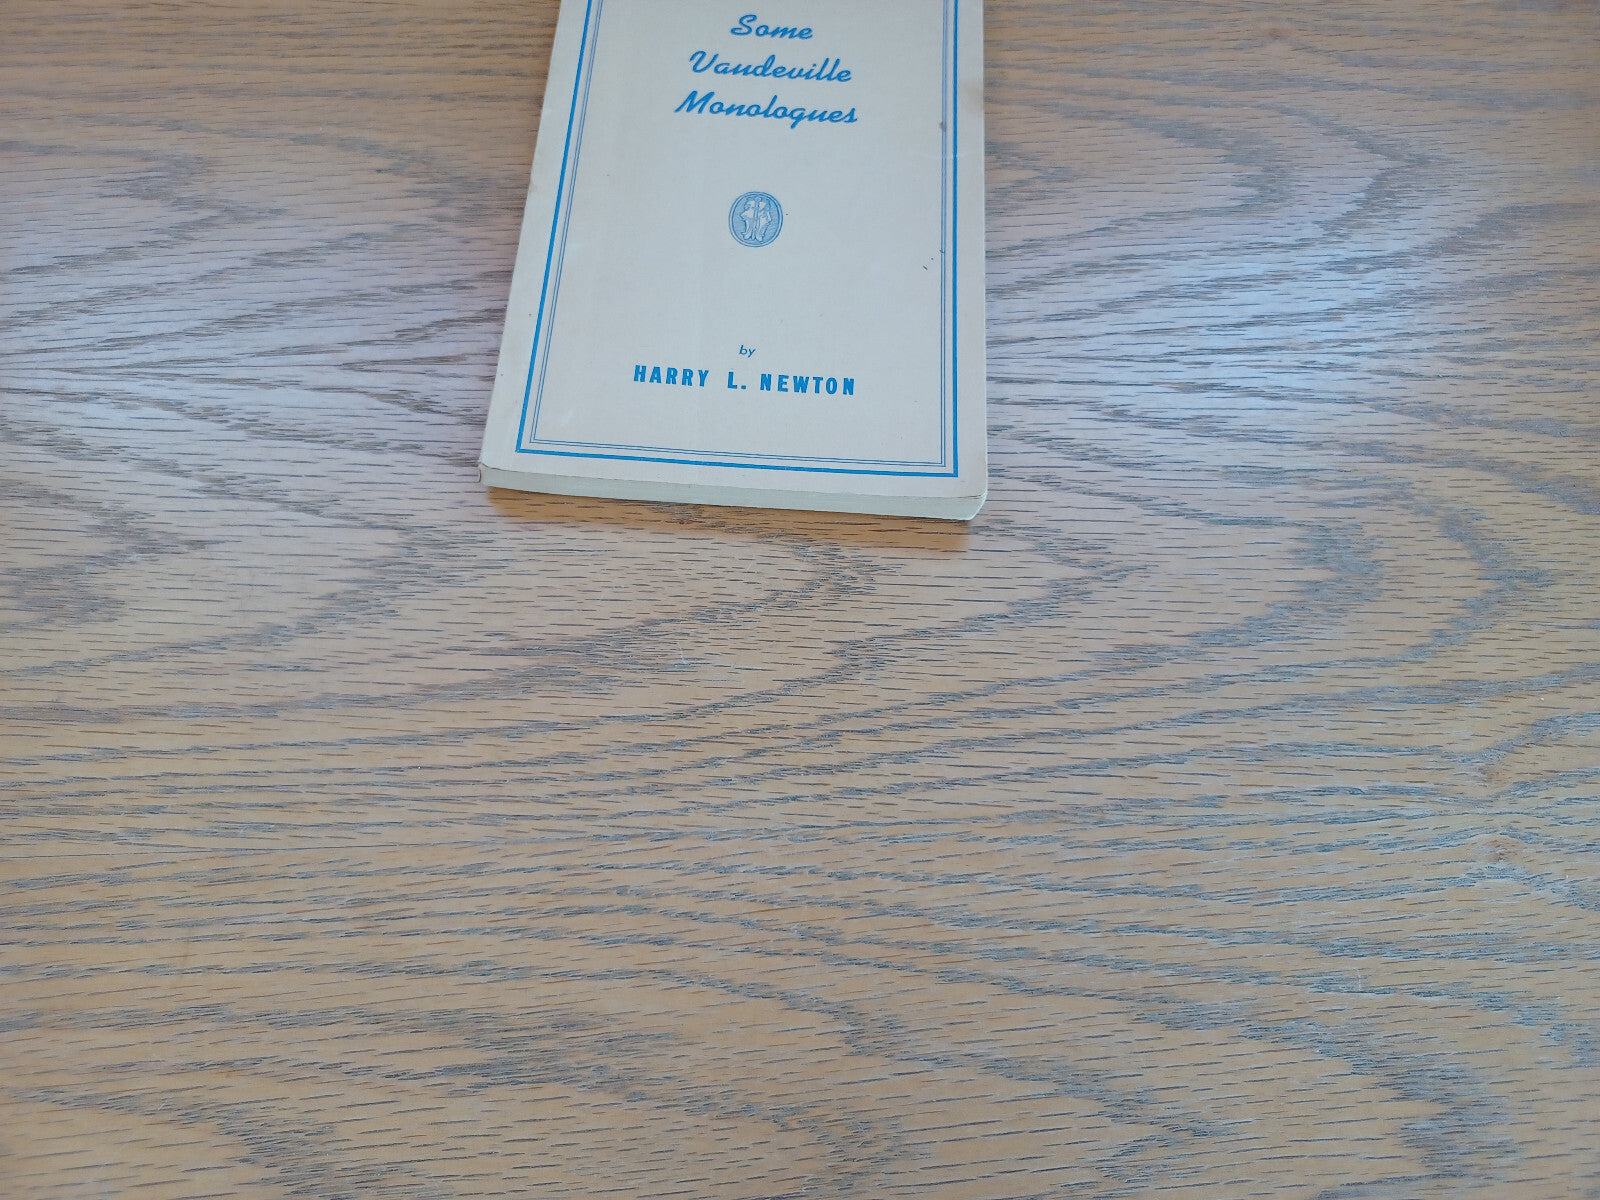 Some
Vaudeville
Monologues
by
HARRY L. NEWTON